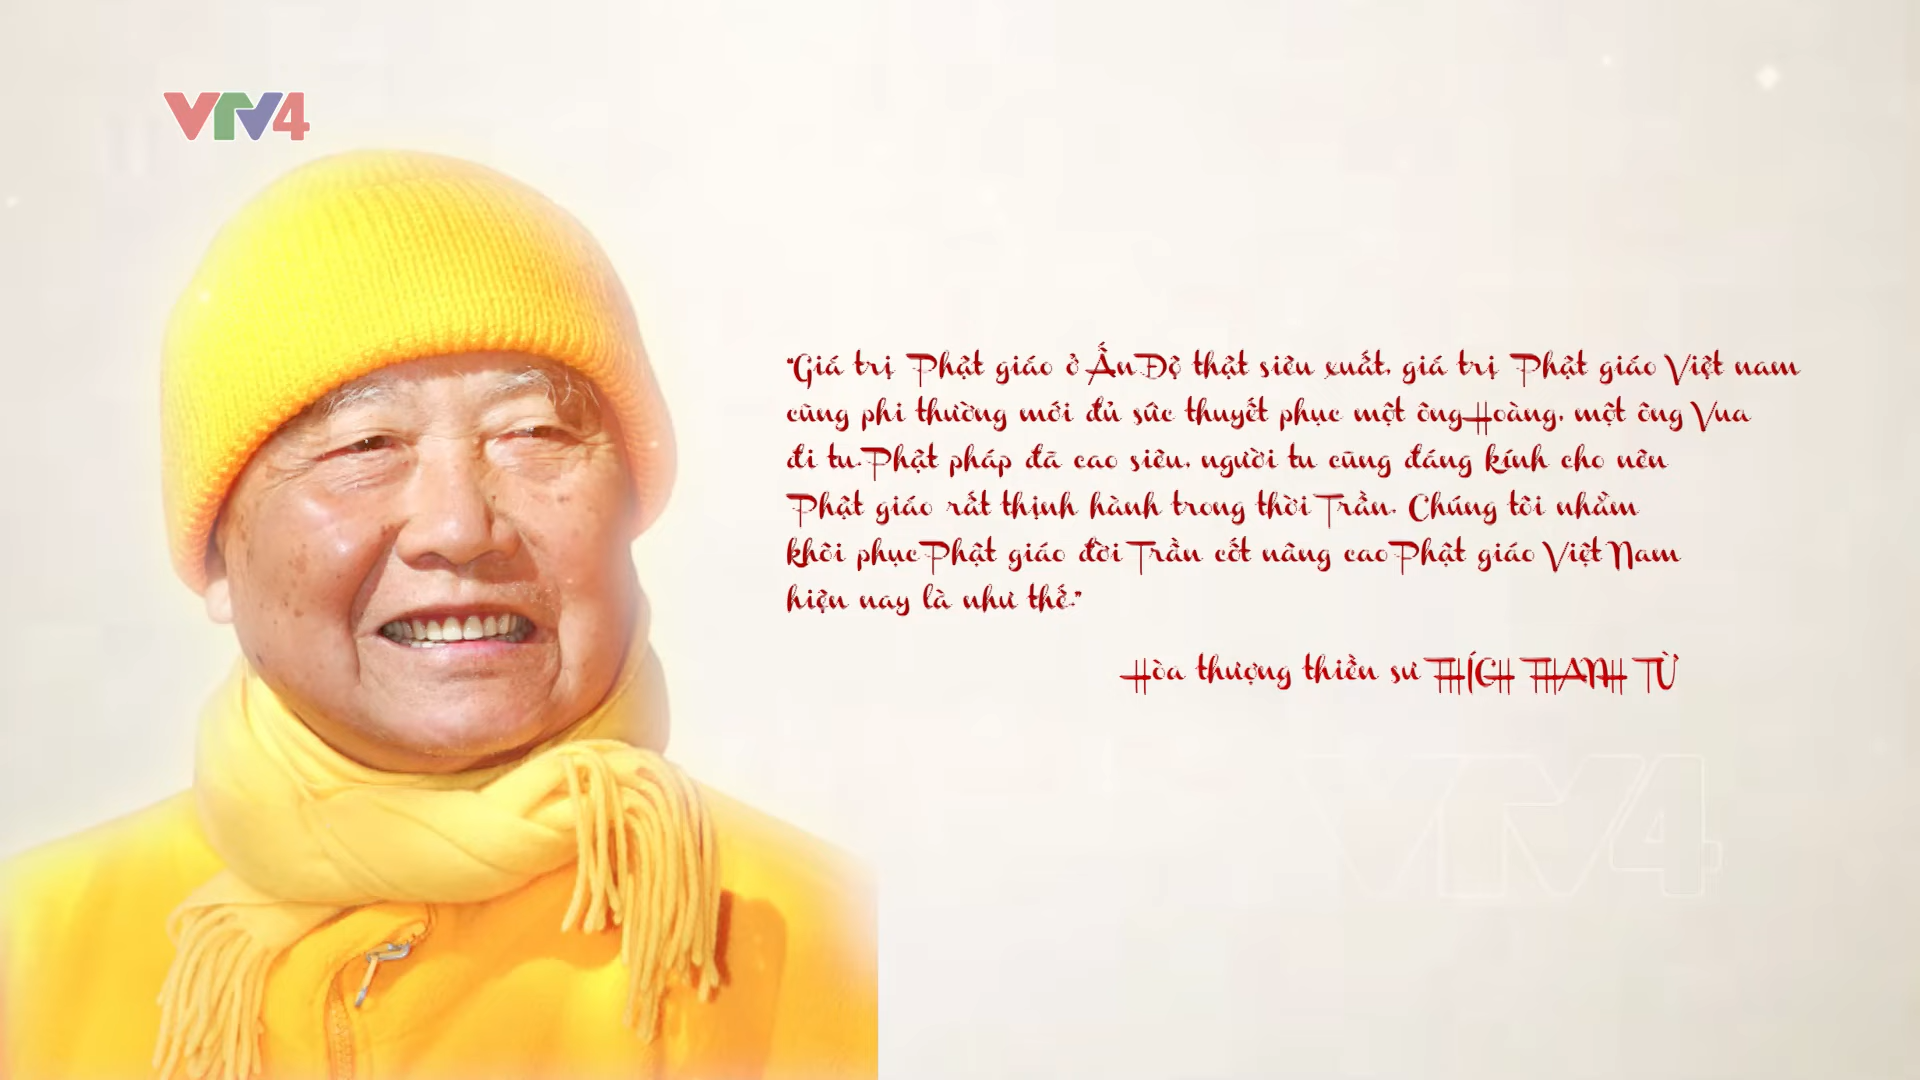 VTV4
"Giá trị Phật giáo ở Ấn Độ thật siêu xuất, giá trị Phật giáo Việt nam
cũng phi thường mới đủ sức thuyết phục một ông Hoàng, một ông Vua
đi tu. Phật pháp đã cao siêu, người tu cũng đáng kính cho nên
Phật giáo rất thịnh hành trong thời Trần. Chúng tôi nhằm
khôi phục Phật giáo đời Trần cốt nâng cao Phật giáo Việt Nam
hiện nay là như thế."
Hòa thượng thiền sư THÍCH THANH TỪ
VTV4